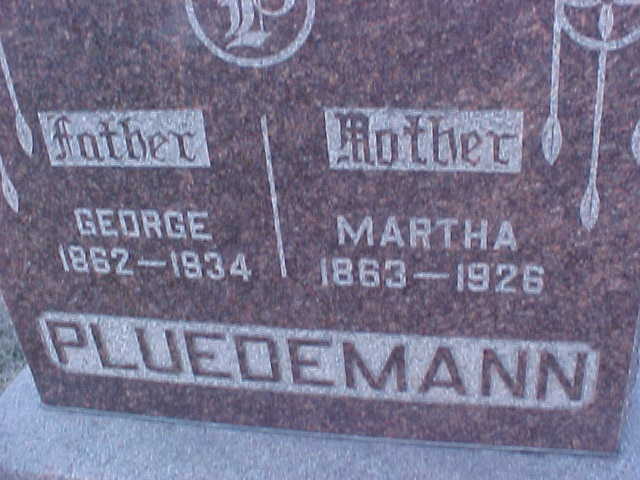 P
Father Mother
GEORGE MARTHA
1862–1934 1863–1926
PLUEDEMANN